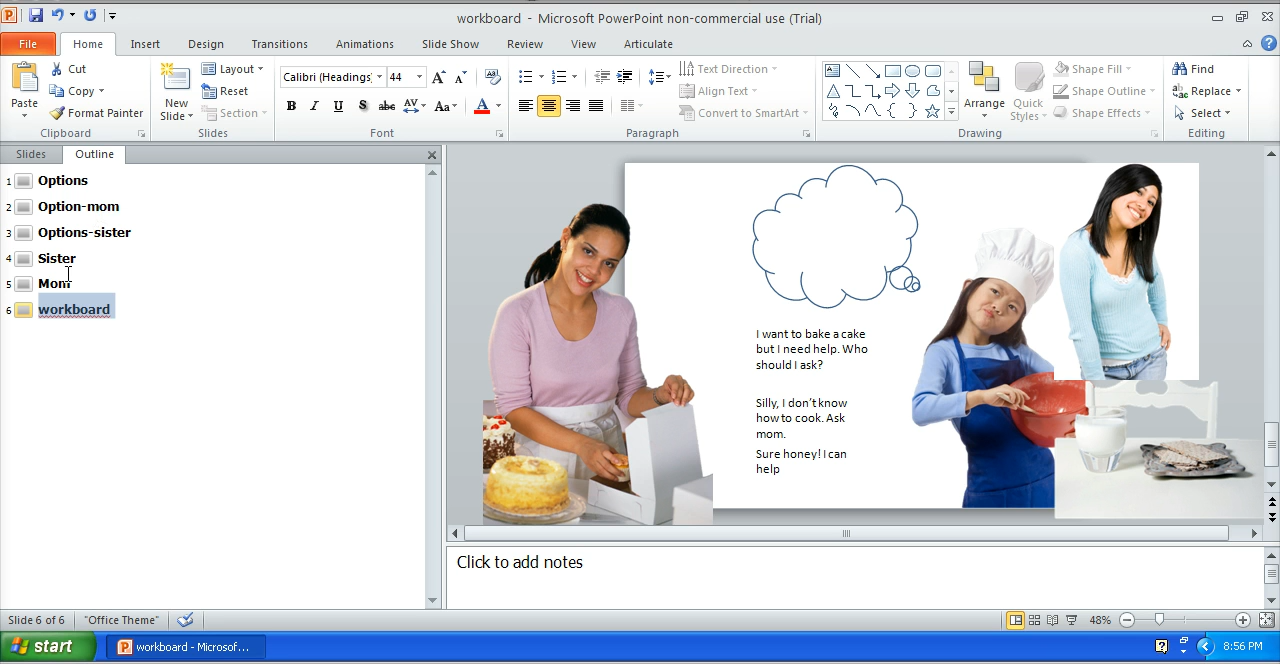 workboard - Microsoft PowerPoint non-commercial use (Trial)
File Home Insert Design Transitions Animations Slide Show Review View Articulate
Paste
Cut
Copy
Format Painter
Clipboard
New Slide
Layout
Reset
Section
Slides
Calibri (Headings) 44
B I U S abc AV Aa A
Font
Text Direction
Align Text
Convert to SmartArt
Paragraph
Arrange
Quick Styles
Shape Fill
Shape Outline
Shape Effects
Drawing
Find
Replace
Select
Editing
Slides Outline
1 Options
2 Option-mom
3 Options-sister
4 Sister
5 Mom
6 workboard
I want to bake a cake
but I need help. Who
should I ask?
Silly, I don't know
how to cook. Ask
mom.
Sure honey! I can
help
Click to add notes
Slide 6 of 6 "Office Theme" 48%
start workboard - Microsof... 8:56 PM